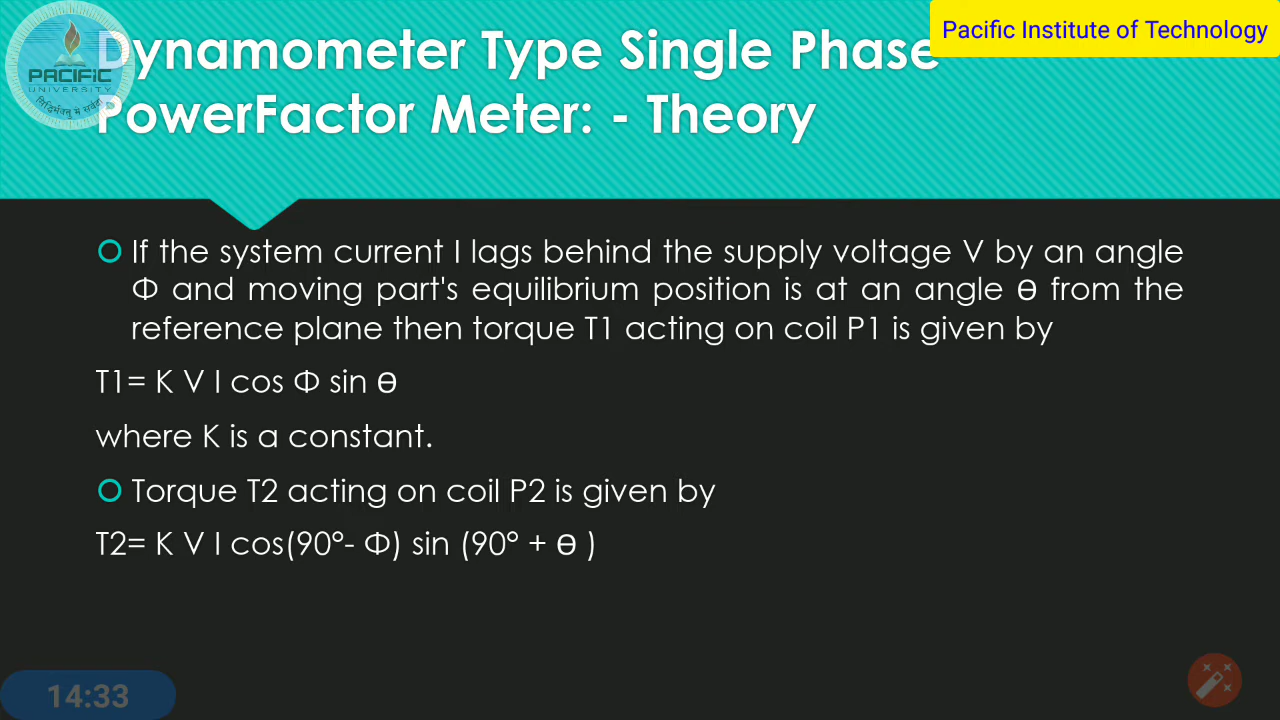 Pacific Institute of Technology
Dynamometer Type Single Phase
PowerFactor Meter: - Theory
PACIFIC
UNIVERSITY
If the system current I lags behind the supply voltage V by an angle
Φ and moving part's equilibrium position is at an angle ɵ from the
reference plane then torque T1 acting on coil P1 is given by
T1= K V I cos Φ sin ɵ
where K is a constant.
Torque T2 acting on coil P2 is given by
T2= K V I cos(90°- Φ) sin (90° + ɵ )
14:33